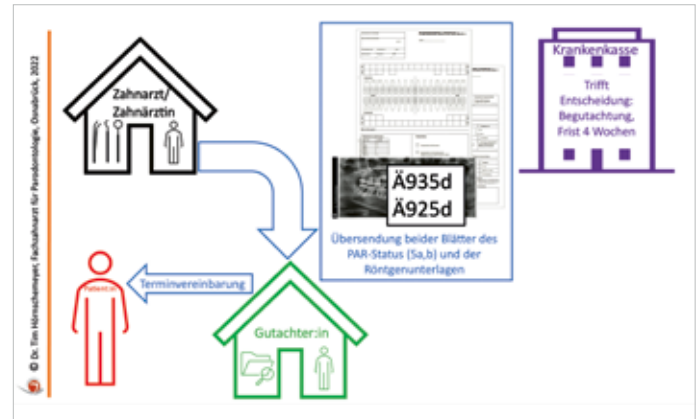 © Dr. Tim Hörnschemeyer, Fachzahnarzt für Parodontologie, Osnabrück, 2022
Zahnarzt/
Zahnärztin
Ä935d
Ä925d
Übersendung beider Blätter des
PAR-Status (5a,b) und der
Röntgenunterlagen
Krankenkasse
Trifft
Entscheidung:
Begutachtung,
Frist 4 Wochen
Patient:in
Terminvereinbarung
Gutachter:in